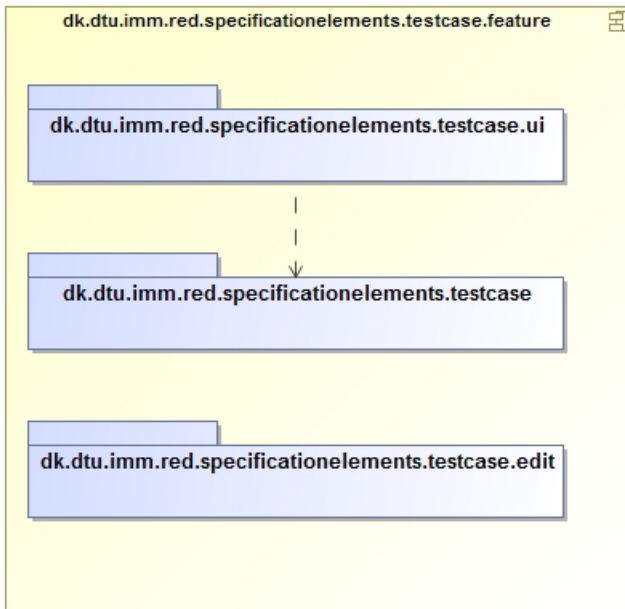 dk.dtu.imm.red.specificationelements.testcase.feature
dk.dtu.imm.red.specificationelements.testcase.ui
dk.dtu.imm.red.specificationelements.testcase
dk.dtu.imm.red.specificationelements.testcase.edit